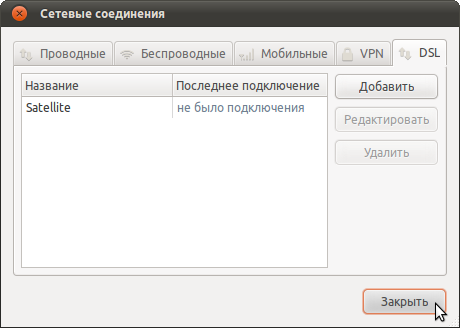 Сетевые соединения
Проводные Беспроводные Мобильные VPN DSL
Название Последнее подключение Добавить
Satellite не было подключения
Редактировать
Удалить
Закрыть